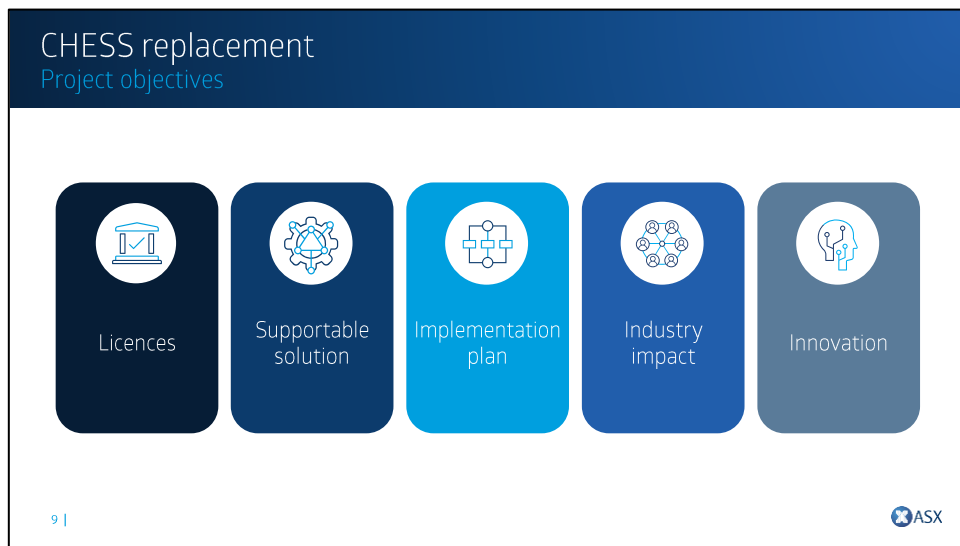 CHESS replacement
Project objectives
Licences
Supportable
solution
Implementation
plan
Industry
impact
Innovation
9 |
ASX